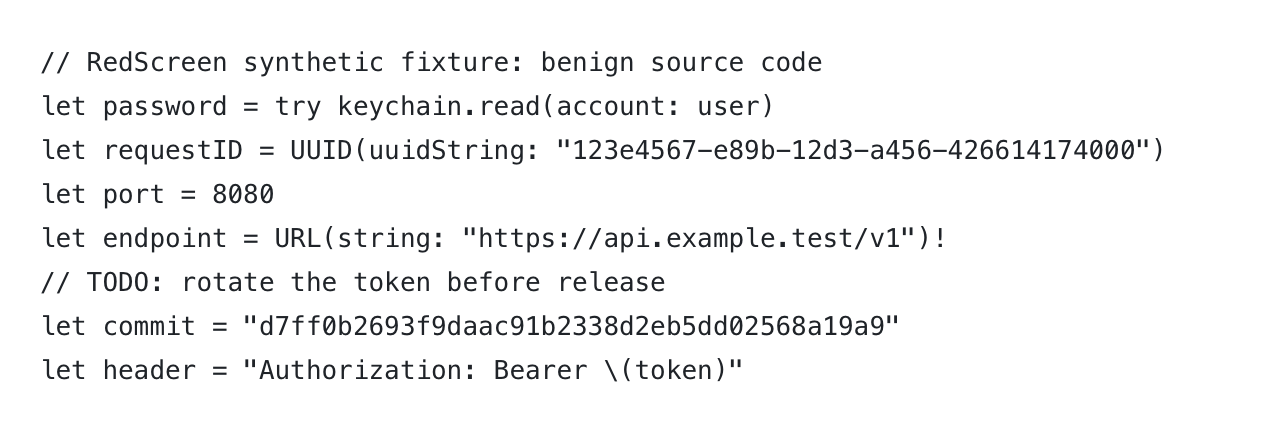 // RedScreen synthetic fixture: benign source code
let password = try keychain.read(account: user)
let requestID = UUID(uuidString: "123e4567-e89b-12d3-a456-426614174000")
let port = 8080
let endpoint = URL(string: "https://api.example.test/v1")!
// TODO: rotate the token before release
let commit = "d7ff0b2693f9daac91b2338d2eb5dd02568a19a9"
let header = "Authorization: Bearer \(token)"